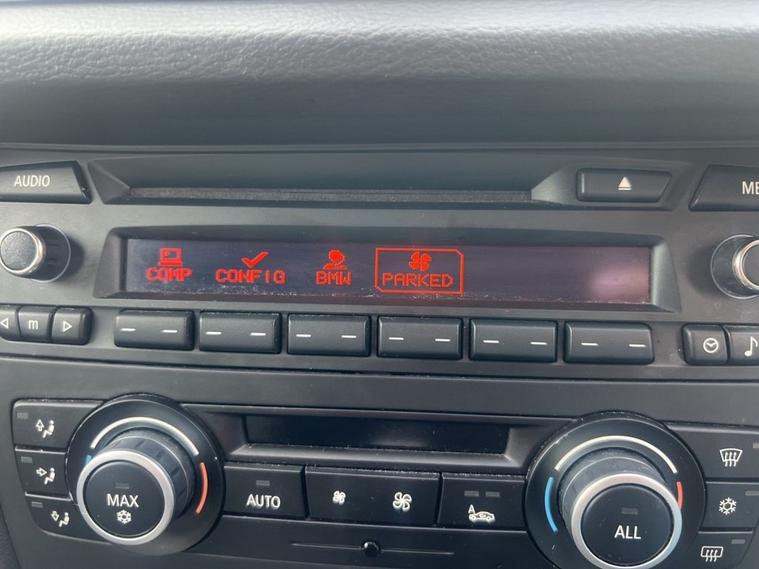 AUDIO
ME
COMP CONFIG BMW PARKED
m
MAX
AUTO
A
ALL